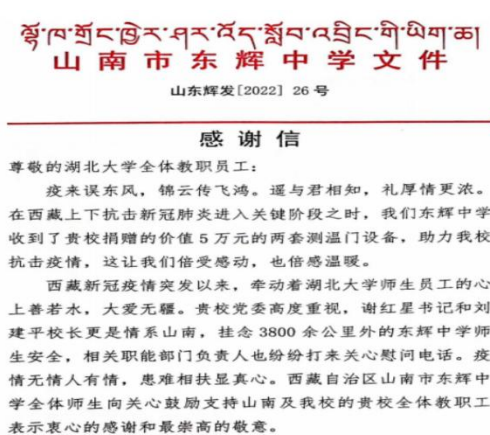 ལྷོ་ཁ་གྲོང་ཁྱེར་ཤར་འོད་སློབ་འབྲིང་གི་ཡིག་ཆ།
山南市东辉中学文件
山东辉发[2022] 26号
感谢信
尊敬的湖北大学全体教职员工：
疫来误东风，锦云传飞鸿。遥与君相知，礼厚情更浓。
在西藏上下抗击新冠肺炎进入关键阶段之时，我们东辉中学
收到了贵校捐赠的价值5万元的两套测温门设备，助力我校
抗击疫情，这让我们倍受感动，也倍感温暖。
西藏新冠疫情突发以来，牵动着湖北大学师生员工的心
上善若水，大爱无疆。贵校党委高度重视，谢红星书记和刘
建平校长更是情系山南，挂念3800余公里外的东辉中学师
生安全，相关职能部门负责人也纷纷打来关心慰问电话。疫
情无情人有情，患难相扶显真心。西藏自治区山南市东辉中
学全体师生向关心鼓励支持山南及我校的贵校全体教职工
表示衷心的感谢和最崇高的敬意。